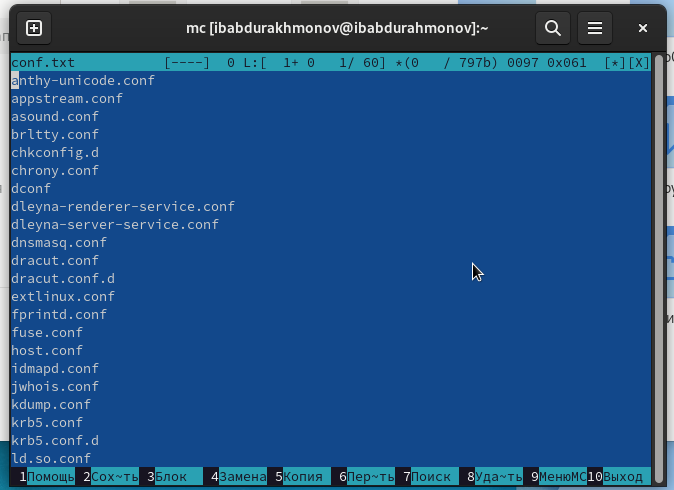 mc [ibabdurakhmonov@ibabdurahmonov]:~
conf.txt [----] 0 L:[ 1+ 0 1/ 60] *(0 / 797b) 0097 0x061 [*][X]
anthy-unicode.conf
appstream.conf
asound.conf
brltty.conf
chkconfig.d
chrony.conf
dconf
dleyna-renderer-service.conf
dleyna-server-service.conf
dnsmasq.conf
dracut.conf
dracut.conf.d
extlinux.conf
fprintd.conf
fuse.conf
host.conf
idmapd.conf
jwhois.conf
kdump.conf
krb5.conf
krb5.conf.d
ld.so.conf
1Помощь 2Сох~ть 3Блок 4Замена 5Копия 6Пер~ть 7Поиск 8Уда~ть 9МенюMC 10Выход